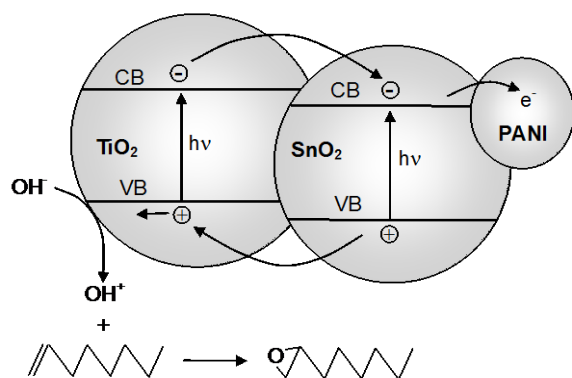 CB
CB
e⁻
TiO₂
hν
SnO₂
hν
PANI
OH⁻
VB
VB
OH⁺
+
O